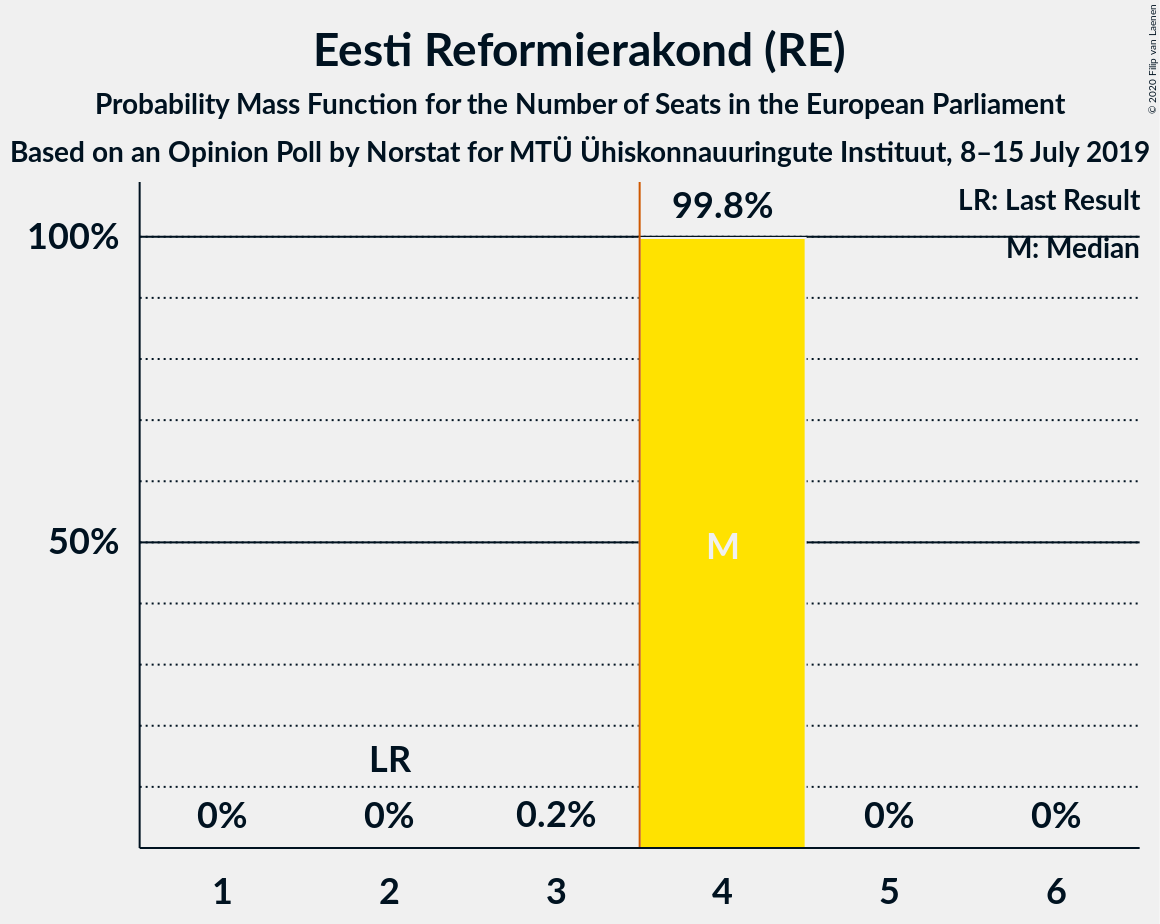 Eesti Reformierakond (RE)
Probability Mass Function for the Number of Seats in the European Parliament
Based on an Opinion Poll by Norstat for MTÜ Ühiskonnauuringute Instituut, 8–15 July 2019
© 2020 Filip van Laenen
LR: Last Result
M: Median
99.8%
100%
50%
M
LR
0%
0%
0.2%
0%
0%
1
2
3
4
5
6